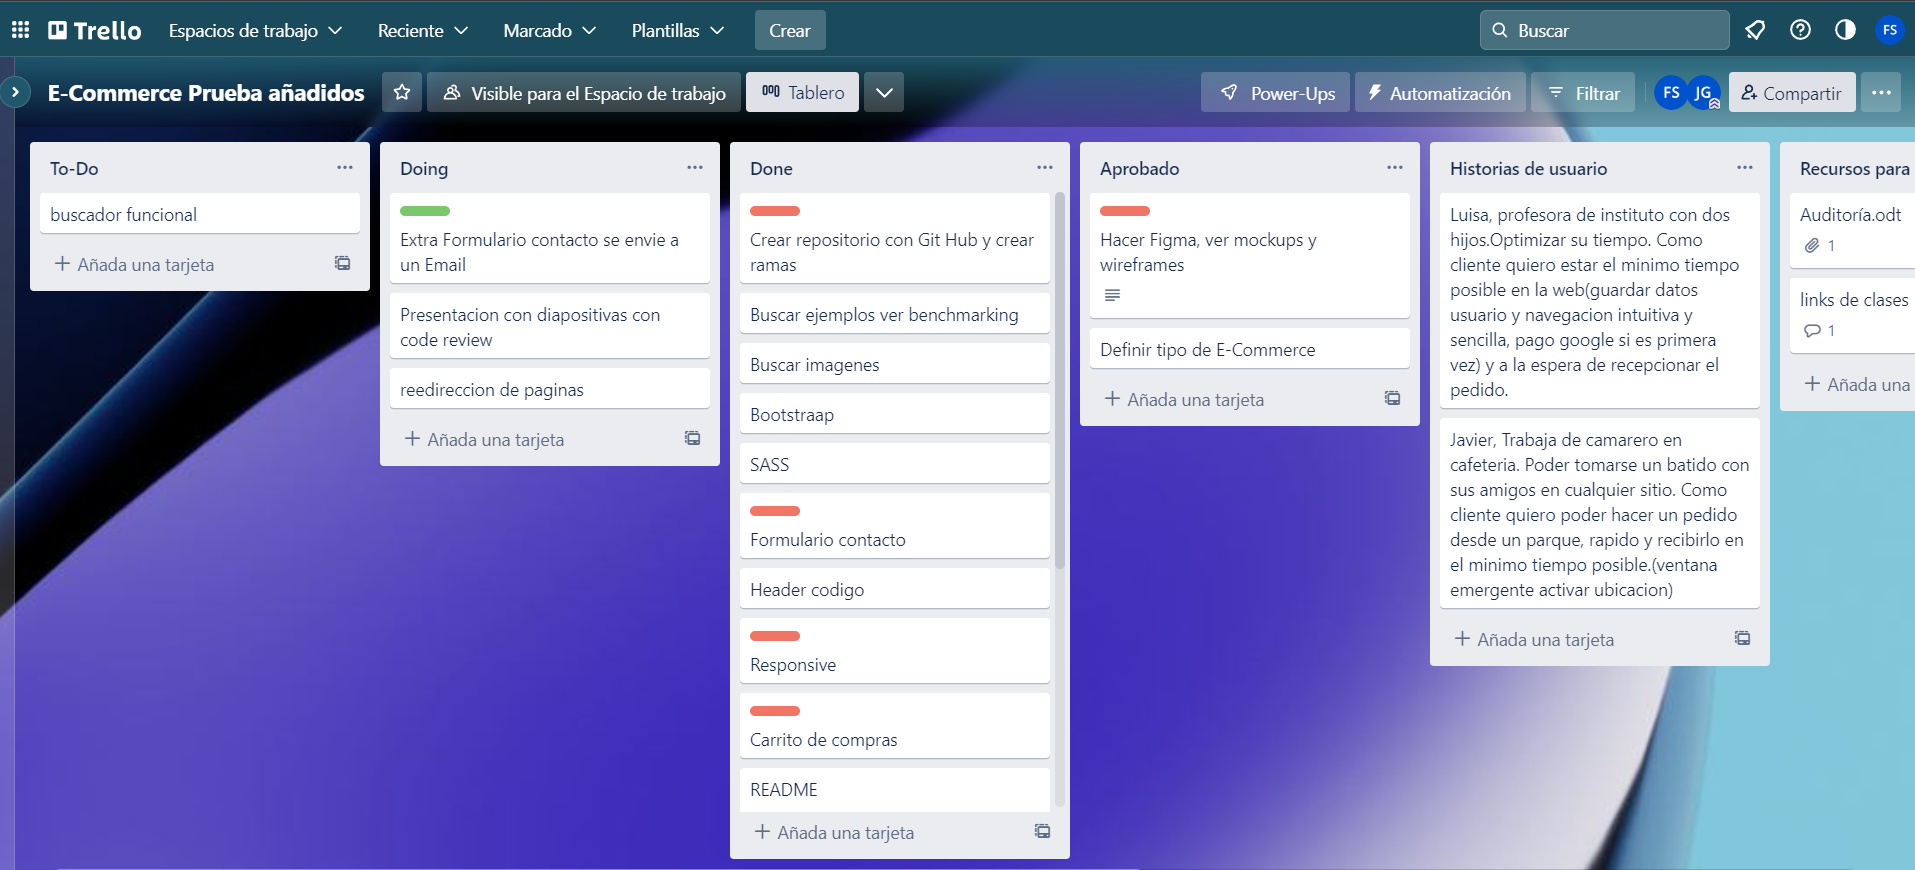 Trello
Espacios de trabajo
Reciente
Marcado
Plantillas
Crear
Buscar
FS
E-Commerce Prueba añadidos
Visible para el Espacio de trabajo
Tablero
Power-Ups
Automatización
Filtrar
FS
JG
Compartir
To-Do
buscador funcional
Añada una tarjeta
Doing
Extra Formulario contacto se envie a
un Email
Presentacion con diapositivas con
code review
reedireccion de paginas
Añada una tarjeta
Done
Crear repositorio con Git Hub y crear
ramas
Buscar ejemplos ver benchmarking
Buscar imagenes
Bootstraap
SASS
Formulario contacto
Header codigo
Responsive
Carrito de compras
README
Añada una tarjeta
Aprobado
Hacer Figma, ver mockups y
wireframes
Definir tipo de E-Commerce
Añada una tarjeta
Historias de usuario
Luisa, profesora de instituto con dos
hijos.Optimizar su tiempo. Como
cliente quiero estar el minimo tiempo
posible en la web(guardar datos
usuario y navegacion intuitiva y
sencilla, pago google si es primera
vez) y a la espera de recepcionar el
pedido.
Javier, Trabaja de camarero en
cafeteria. Poder tomarse un batido con
sus amigos en cualquier sitio. Como
cliente quiero poder hacer un pedido
desde un parque, rapido y recibirlo en
el minimo tiempo posible.(ventana
emergente activar ubicacion)
Añada una tarjeta
Recursos para
Auditoría.odt
1
links de clases
1
Añada una